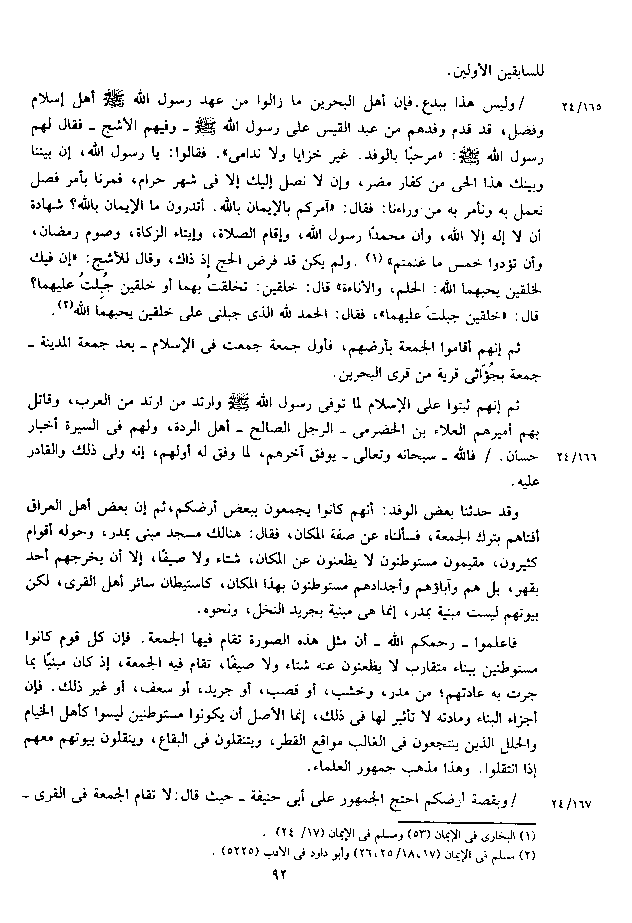 للسابقين الأولين.
٢٤/١٦٥
/ وليس هذا ببدع. فإن أهل البحرين ما زالوا من عهد رسول الله ﷺ أهل إسلام
وفضل، قد قدم وفدهم من عبد القيس على رسول الله ﷺ ـ وفيهم الأشج ـ فقال لهم
رسول الله ﷺ: «مرحبًا بالوفد. غير خزايا ولا ندامى». فقالوا: يا رسول الله، إن بيننا
وبينك هذا الحى من كفار مضر، وإن لا نصل إليك إلا فى شهر حرام، فمرنا بأمر فصل
نعمل به ونأمر به من وراءنا: فقال: «آمركم بالإيمان بالله. أتدرون ما الإيمان بالله؟ شهادة
أن لا إله إلا الله، وأن محمدًا رسول الله، وإقام الصلاة، وإيتاء الزكاة، وصوم رمضان،
وأن تؤدوا خمس ما غنمتم» (١) . ولم يكن قد فرض الحج إذ ذاك، وقال للأشج: «إن فيك
لخلقين يحبهما الله: الحلم، والأناءة» قال: خلقين: تخلقتُ بهما أو خلقين جُبِلتُ عليهما؟
قال: «خلقين جبلتَ عليهما»، فقال: الحمد لله الذى جبلنى على خلقين يحبهما الله(٢).
ثم إنهم أقاموا الجمعة بأرضهم، فأول جمعة جمعت فى الإسلام ـ بعد جمعة المدينة ـ
جمعة بجُؤَاثَى قرية من قرى البحرين.
ثم إنهم ثبتوا على الإسلام لما توفى رسول الله ﷺ وارتد من ارتد من العرب، وقاتل
بهم أميرهم العلاء بن الحضرمى ـ الرجل الصالح ـ أهل الردة، ولهم فى السيرة أخبار
٢٤/١٦٦
حسان. / فالله ـ سبحانه وتعالى ـ يوفق آخرهم، لما وفق له أولهم، إنه ولى ذلك والقادر
عليه.
وقد حدثنا بعض الوفد: أنهم كانوا يجمعون ببعض أرضكم، ثم إن بعض أهل العراق
أفتاهم بترك الجمعة، فسألناه عن صفة المكان، فقال: هنالك مسجد مبنى بمدر، وحوله أقوام
كثيرون، مقيمون مستوطنون لا يظعنون عن المكان، شتاء ولا صيفًا، إلا أن يخرجهم أحد
بقهر، بل هم وآباؤهم وأجدادهم مستوطنون بهذا المكان، كاستيطان سائر أهل القرى، لكن
بيوتهم ليست مبنية بمدر، إنما هى مبنية بجريد النخل، ونحوه.
فاعلموا ـ رحمكم الله ـ أن مثل هذه الصورة تقام فيها الجمعة. فإن كل قوم كانوا
مستوطنين ببناء متقارب لا يظعنون عنه شتاء ولا صيفًا، تقام فيه الجمعة، إذ كان مبنيًا بما
جرت به عادتهم؛ من مدر، وخشب، أو قصب، أو جريد، أو سعف، أو غير ذلك. فإن
أجزاء البناء ومادته لا تأثير لها فى ذلك، إنما الأصل أن يكونوا مستوطنين ليسوا كأهل الخيام
والحلل الذين ينتجعون فى الغالب مواقع القطر، ويتنقلون فى البقاع، وينقلون بيوتهم معهم
إذا انتقلوا. وهذا مذهب جمهور العلماء.
٢٤/١٦٧
/ وبقصة أرضكم احتج الجمهور على أبى حنيفة ـ حيث قال: لا تقام الجمعة فى القرى ـ
(١) البخارى فى الإيمان (٥٣) ومسلم فى الإيمان (١٧/ ٢٤) .
(٢) مسلم فى الإيمان (١٧، ١٨/ ٢٥، ٢٦) وأبو داود فى الأدب (٥٢٢٥) .
٩٢